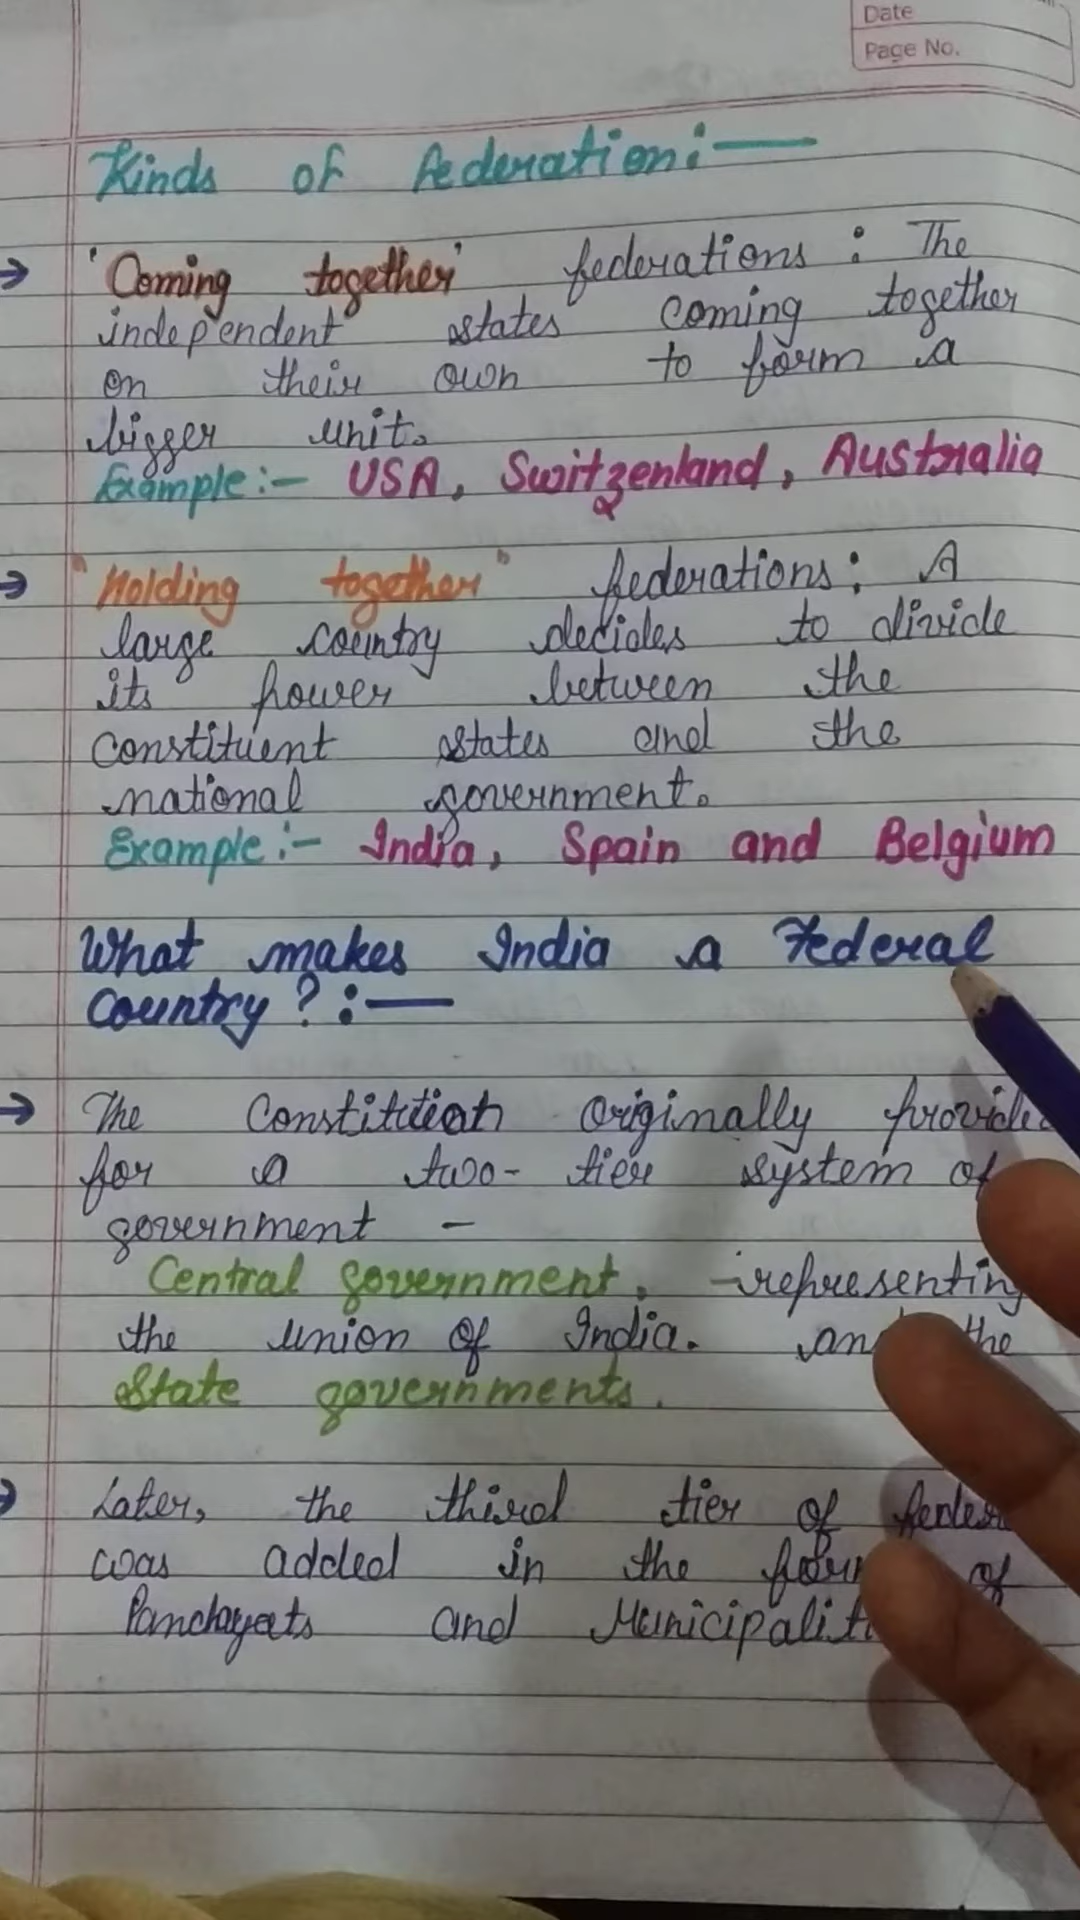 Date
Page No.
Kinds of federation:—
→ 'Coming together' federations : The
independent states coming together
on their own to form a
bigger unit.
Example:- USA, Switzerland, Australia
→ "Holding together" federations : A
large country decides to divide
its power between the
constituent states and the
national government.
Example:- India, Spain and Belgium
What makes India a Federal
Country? :—
→ The Constitution originally
for a two-tier system of
government -
Central government, -representing
the union of India. and the
State governments.
→ Later, the third tier of
was added in the of
Panchayats and